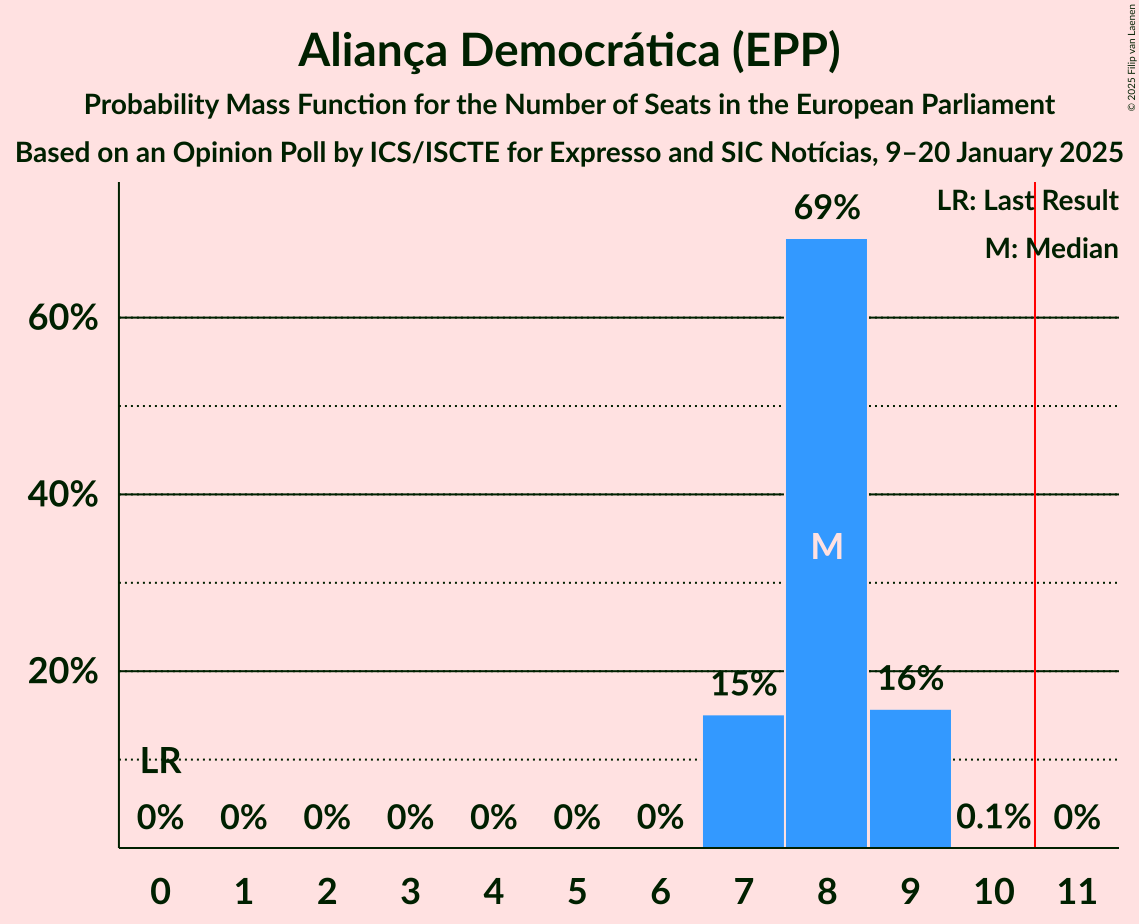 Aliança Democrática (EPP)
Probability Mass Function for the Number of Seats in the European Parliament
Based on an Opinion Poll by ICS/ISCTE for Expresso and SIC Notícias, 9–20 January 2025
© 2025 Filip van Laenen
LR: Last Result
M: Median
69%
60%
40%
M
20%
15%
16%
LR
0% 0% 0% 0% 0% 0% 0% 0.1% 0%
0 1 2 3 4 5 6 7 8 9 10 11